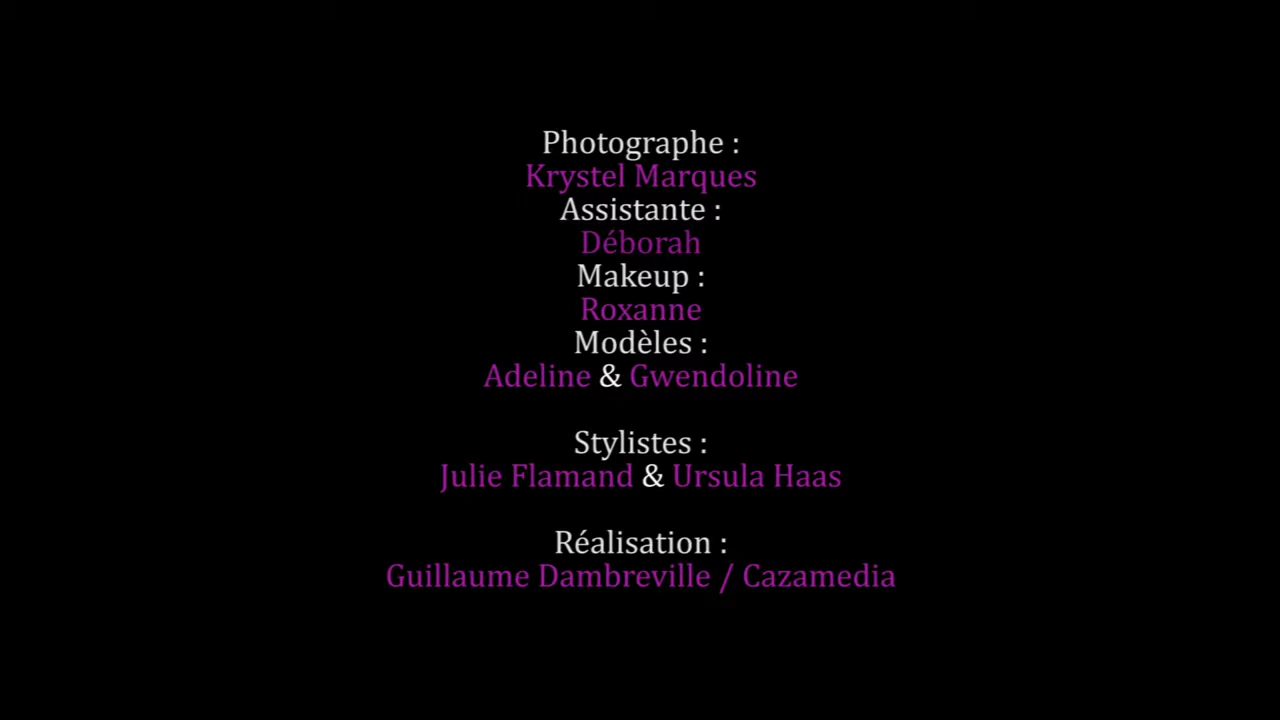 Photographe :
Krystel Marques
Assistante :
Déborah
Makeup :
Roxanne
Modèles :
Adeline & Gwendoline
Stylistes :
Julie Flamand & Ursula Haas
Réalisation :
Guillaume Dambreville / Cazamedia